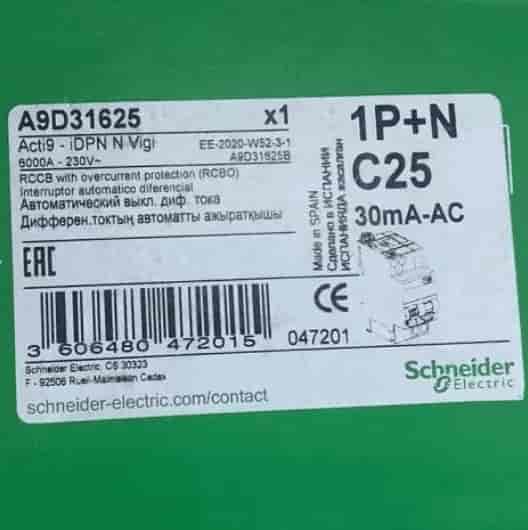 A9D31625 x1
Acti9 - iDPN N Vigi EE-2020-W52-3-1
6000A - 230V~ A9D31625B
RCCB with overcurrent protection (RCBO)
Interruptor automatico diferencial
Автоматический выкл. диф. тока
Дифферен.токтың автоматты ажыратқышы
1P+N
C25
30mA-AC
Made in SPAIN
Сделано в ИСПАНИИ
ИСПАНИЯДА жасалған
EAC
CE
3 606480 472015
047201
Schneider Electric, CS 30323
F - 92506 Rueil-Malmaison Cedex
schneider-electric.com/contact
Schneider
Electric